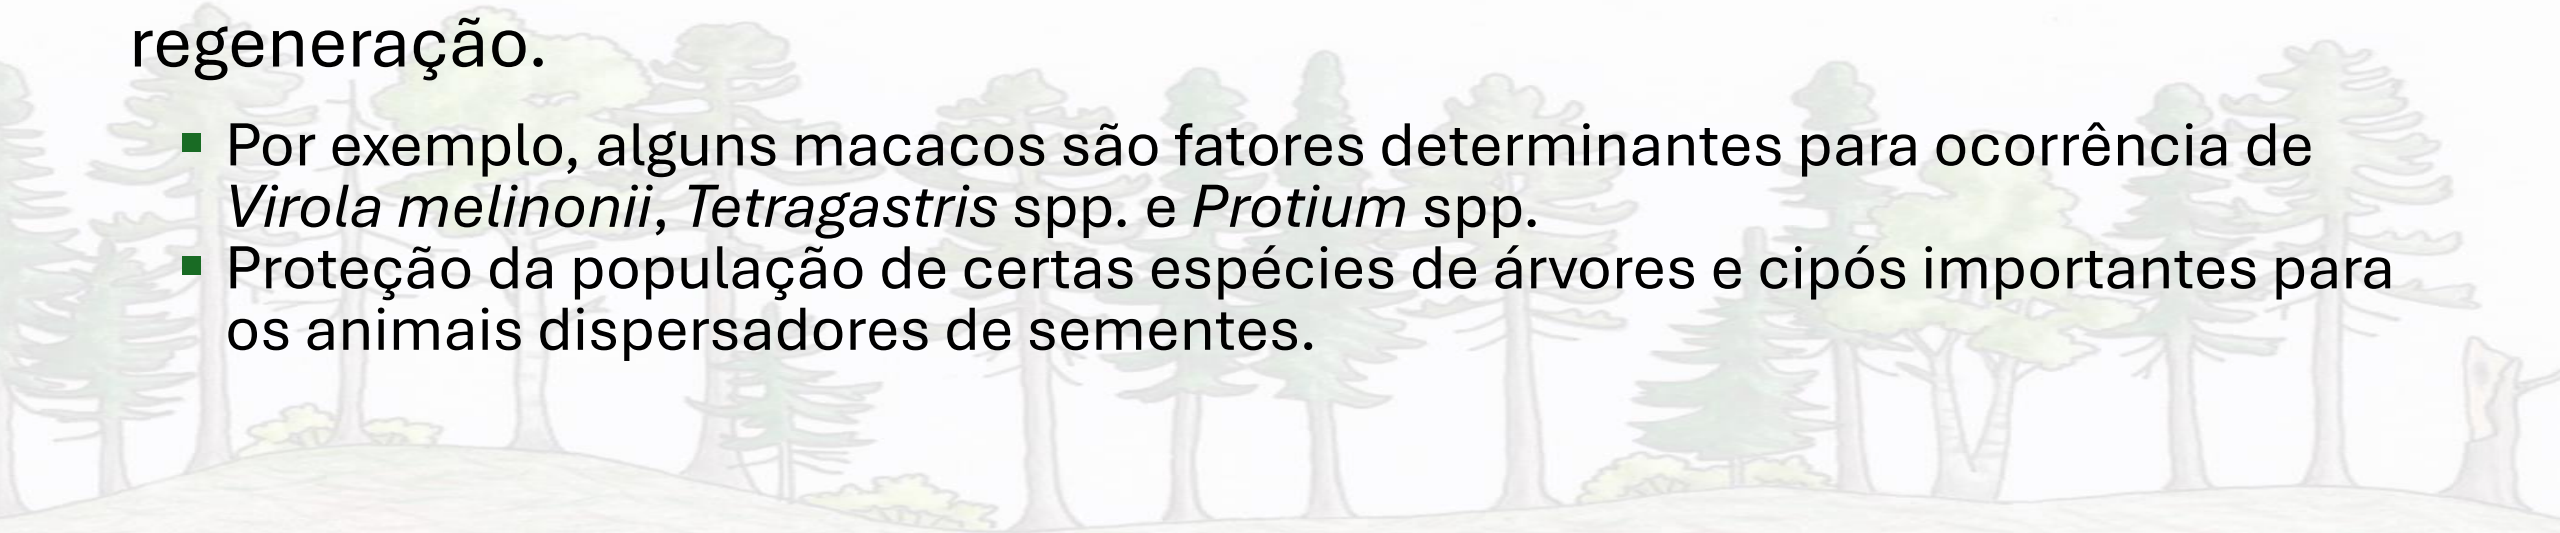 regeneração.
▪ Por exemplo, alguns macacos são fatores determinantes para ocorrência de
Virola melinonii, Tetragastris spp. e Protium spp.
▪ Proteção da população de certas espécies de árvores e cipós importantes para
os animais dispersadores de sementes.